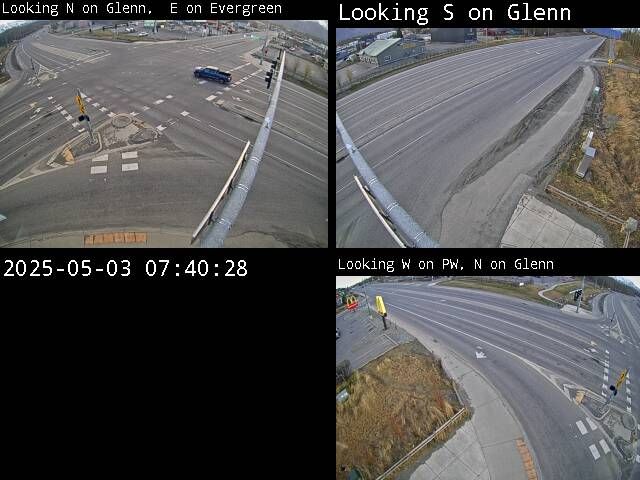 Looking N on Glenn,  E on Evergreen
Looking S on Glenn
2025-05-03 07:40:28
Looking W on PW, N on Glenn